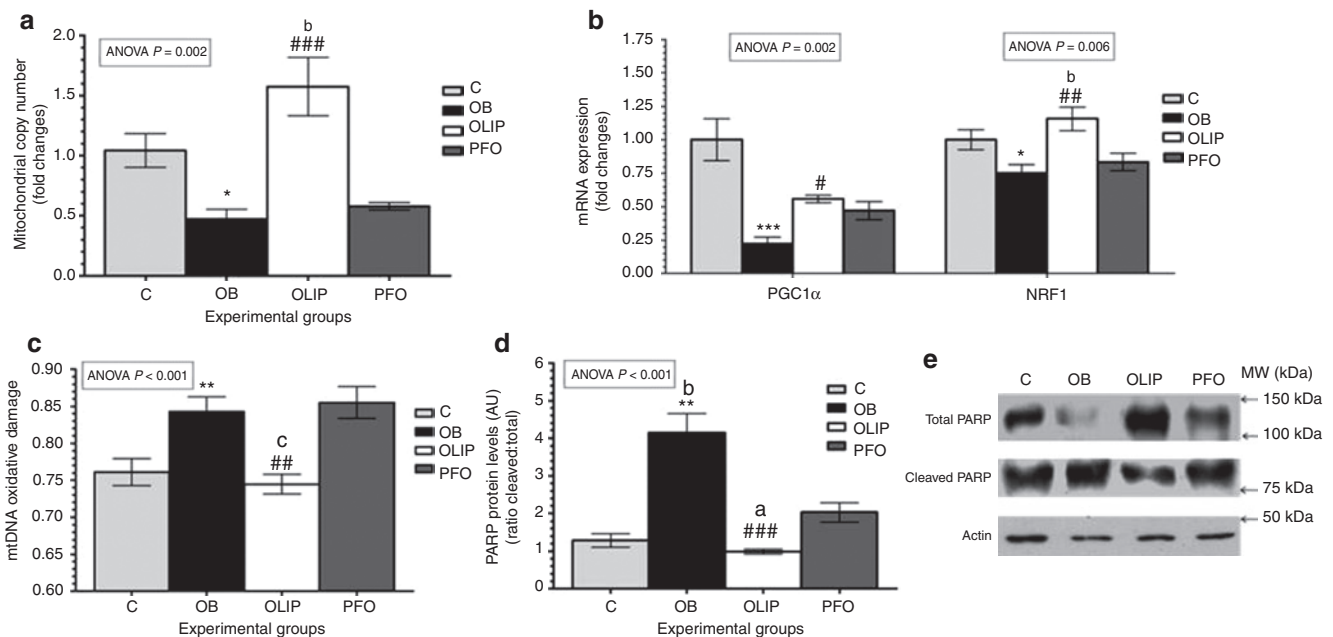 a
ANOVA P = 0.002
b
###
*
2.0
1.5
1.0
0.5
0.0
Mitochondrial copy number
(fold changes)
C
OB
OLIP
PFO
Experimental groups
C
OB
OLIP
PFO
b
ANOVA P = 0.002
ANOVA P = 0.006
1.75
1.50
1.25
1.00
0.75
0.50
0.25
0.00
mRNA expression
(fold changes)
***
#
*
b
##
PGC1α
NRF1
C
OB
OLIP
PFO
c
ANOVA P < 0.001
0.90
0.85
0.80
0.75
0.70
0.65
0.60
mtDNA oxidative damage
**
c
##
C
OB
OLIP
PFO
Experimental groups
C
OB
OLIP
PFO
d
ANOVA P < 0.001
6
5
4
3
2
1
0
PARP protein levels (AU)
(ratio cleaved:total)
b
**
a
###
C
OB
OLIP
PFO
Experimental groups
C
OB
OLIP
PFO
e
C OB OLIP PFO MW (kDa)
Total PARP
150 kDa
100 kDa
Cleaved PARP
75 kDa
50 kDa
Actin